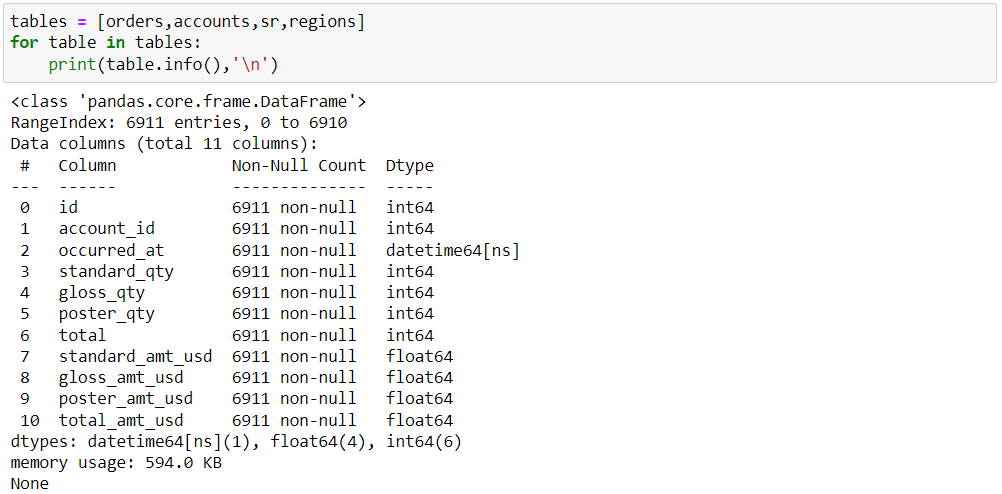 tables = [orders,accounts,sr,regions]
for table in tables:
    print(table.info(),'\n')
<class 'pandas.core.frame.DataFrame'>
RangeIndex: 6911 entries, 0 to 6910
Data columns (total 11 columns):
 #   Column            Non-Null Count  Dtype
---  ------            --------------  -----
 0   id                6911 non-null   int64
 1   account_id        6911 non-null   int64
 2   occurred_at       6911 non-null   datetime64[ns]
 3   standard_qty      6911 non-null   int64
 4   gloss_qty         6911 non-null   int64
 5   poster_qty        6911 non-null   int64
 6   total             6911 non-null   int64
 7   standard_amt_usd  6911 non-null   float64
 8   gloss_amt_usd     6911 non-null   float64
 9   poster_amt_usd    6911 non-null   float64
 10  total_amt_usd     6911 non-null   float64
dtypes: datetime64[ns](1), float64(4), int64(6)
memory usage: 594.0 KB
None